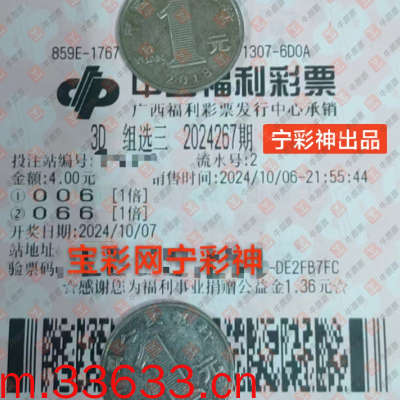 859E-1767
1307-6D0A
1 元
2018
中 福利彩票
广西福利彩票发行中心承销
3D 组选三 2024267期
宁彩神出品
投注站编号:
流水号:2
金额:4.00元
销售时间:2024/10/06-21:55:44
① 006 [1倍]
② 066 [1倍]
开奖日期:2024/10/07
站地址:
宝彩网宁彩神
验票码:
-DE2FB7FC
☆感谢您为福利事业捐赠公益金1.36元☆
m.33633.cn